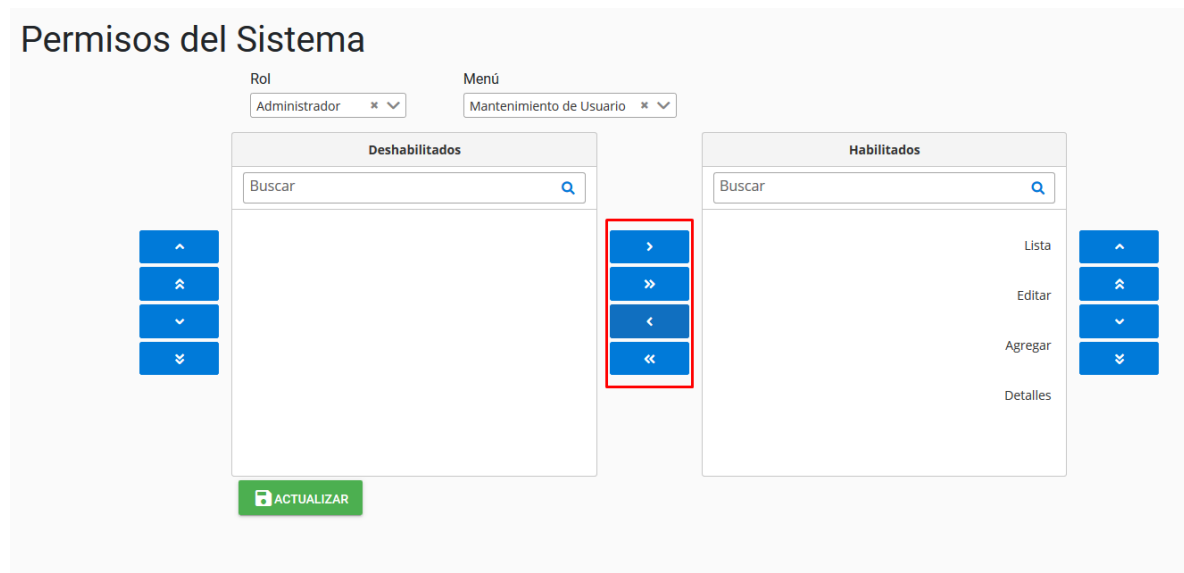 Permisos del Sistema
Rol
Menú
Administrador
Mantenimiento de Usuario
Deshabilitados
Habilitados
Buscar
Buscar
Lista
Editar
Agregar
Detalles
ACTUALIZAR